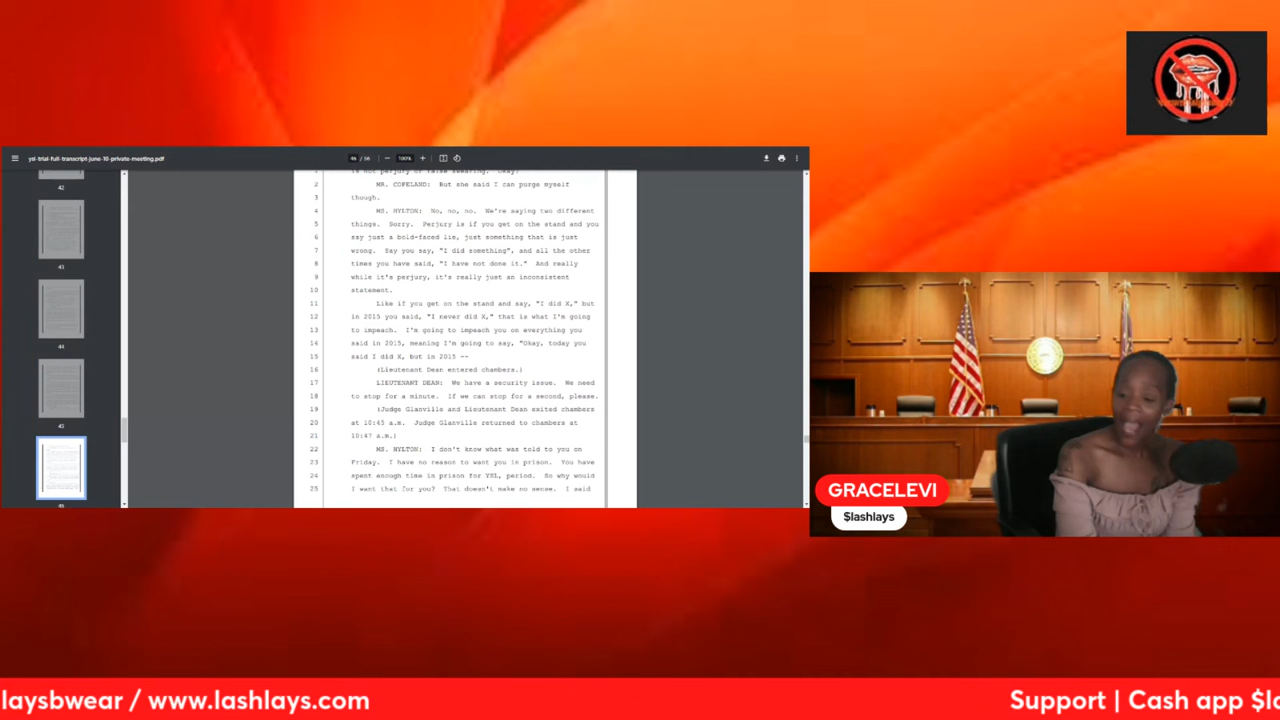 ysl-trial-full-transcript-june-10-private-meeting.pdf
46 / 56
100%
42
43
44
45
46
1 is not perjury or false swearing. Okay?
2 MR. COPELAND: But she said I can purge myself
3 though.
4 MS. HYLTON: No, no, no. We're saying two different
5 things. Sorry. Perjury is if you get on the stand and you
6 say just a bold-faced lie, just something that is just
7 wrong. Say you say, "I did something", and all the other
8 times you have said, "I have not done it." And really
9 while it's perjury, it's really just an inconsistent
10 statement.
11 Like if you get on the stand and say, "I did X," but
12 in 2015 you said, "I never did X," that is what I'm going
13 to impeach. I'm going to impeach you on everything you
14 said in 2015, meaning I'm going to say, "Okay, today you
15 said I did X, but in 2015 --
16 (Lieutenant Dean entered chambers.)
17 LIEUTENANT DEAN: We have a security issue. We need
18 to stop for a minute. If we can stop for a second, please.
19 (Judge Glanville and Lieutenant Dean exited chambers
20 at 10:45 a.m. Judge Glanville returned to chambers at
21 10:47 a.m.)
22 MS. HYLTON: I don't know what was told to you on
23 Friday. I have no reason to want you in prison. You have
24 spent enough time in prison for YSL, period. So why would
25 I want that for you? That doesn't make no sense. I said
GRACELEVI
$lashlays
laysbwear / www.lashlays.com
Support | Cash app $la